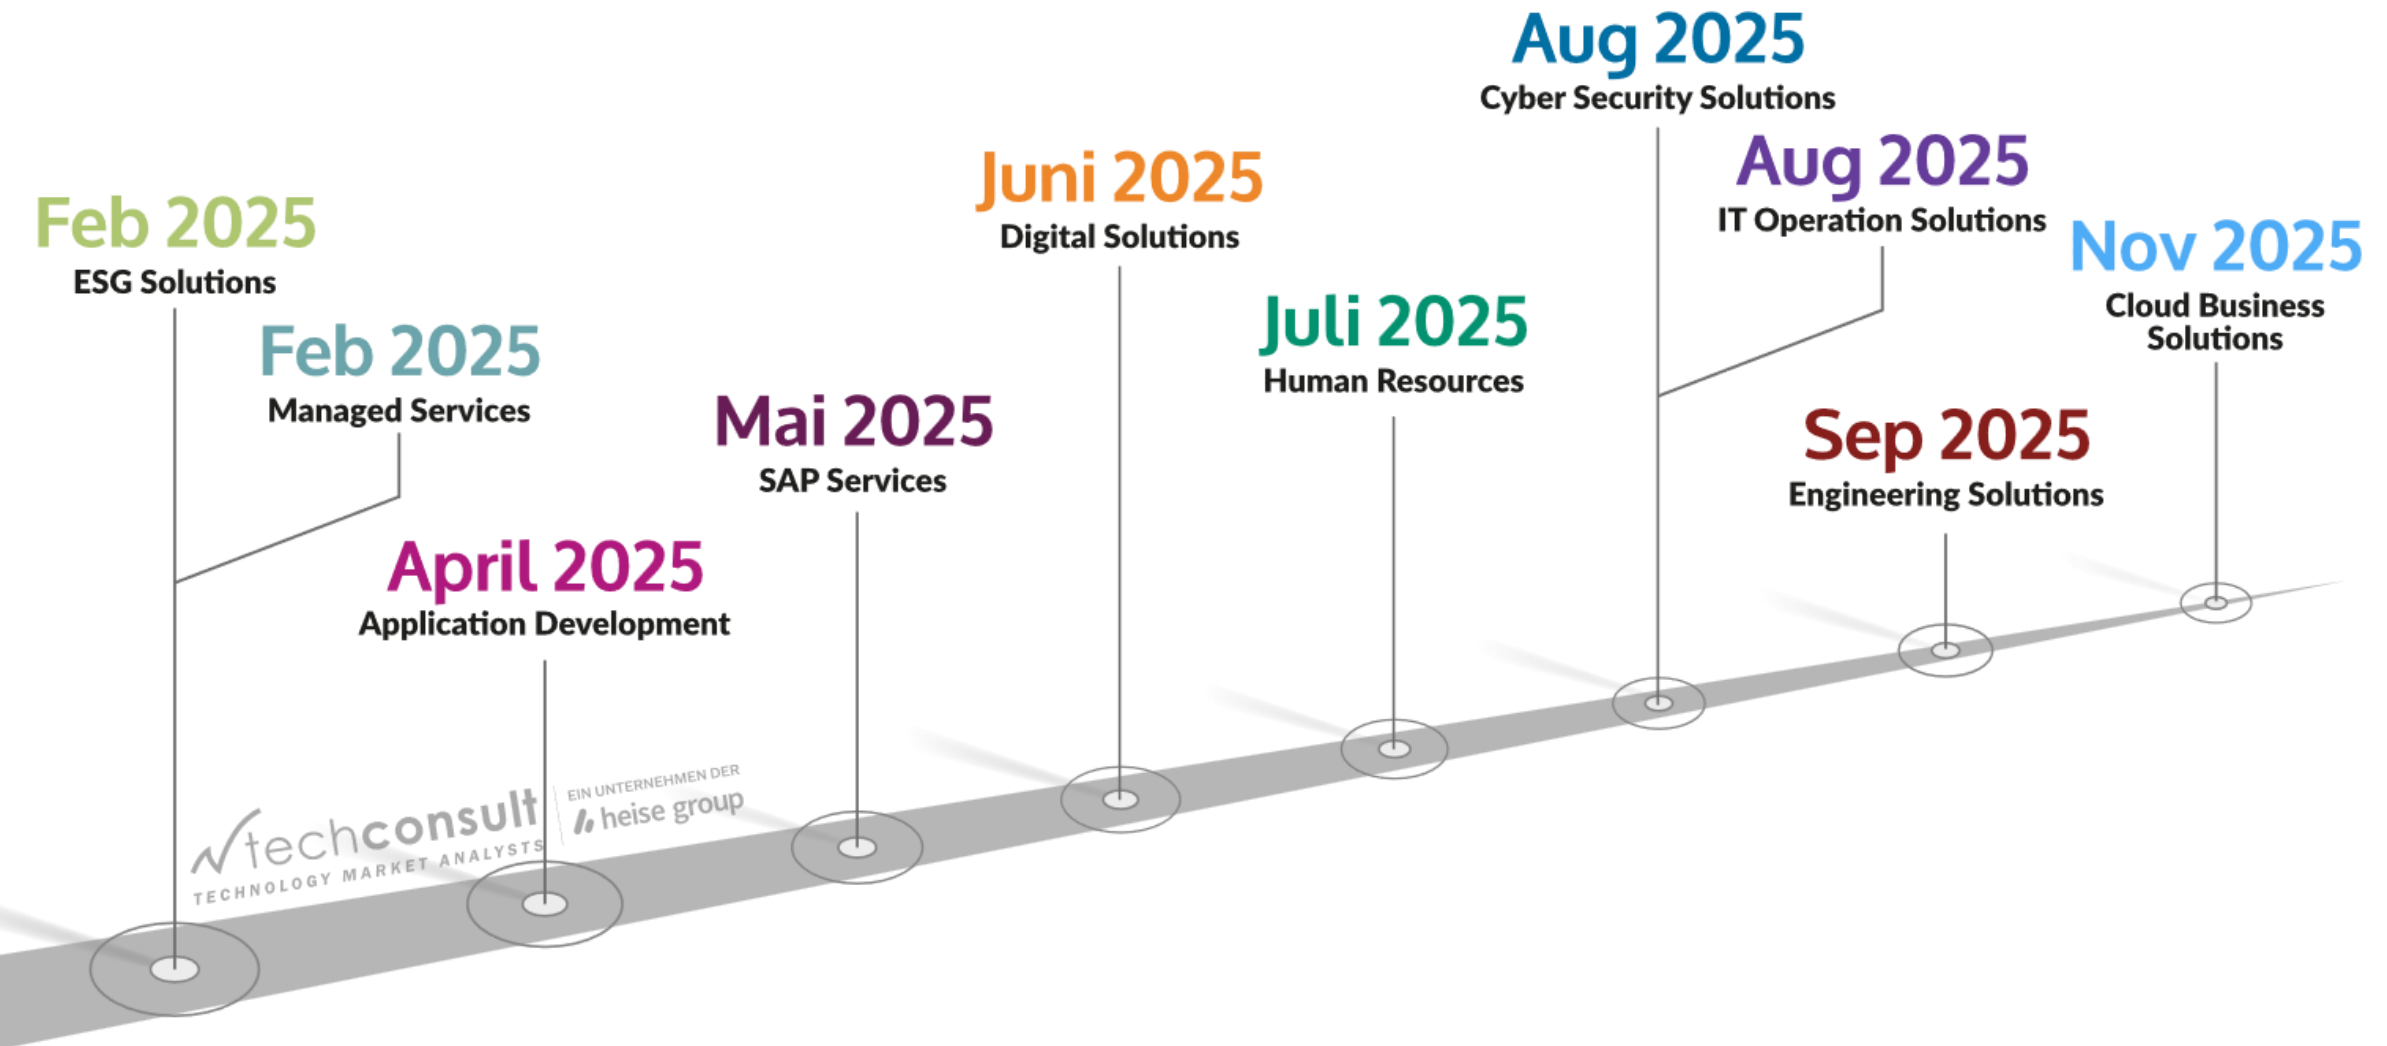 Feb 2025
ESG Solutions
Feb 2025
Managed Services
April 2025
Application Development
Mai 2025
SAP Services
Juni 2025
Digital Solutions
Juli 2025
Human Resources
Aug 2025
Cyber Security Solutions
Aug 2025
IT Operation Solutions
Sep 2025
Engineering Solutions
Nov 2025
Cloud Business
Solutions
techconsult
TECHNOLOGY MARKET ANALYSTS
EIN UNTERNEHMEN DER
heise group